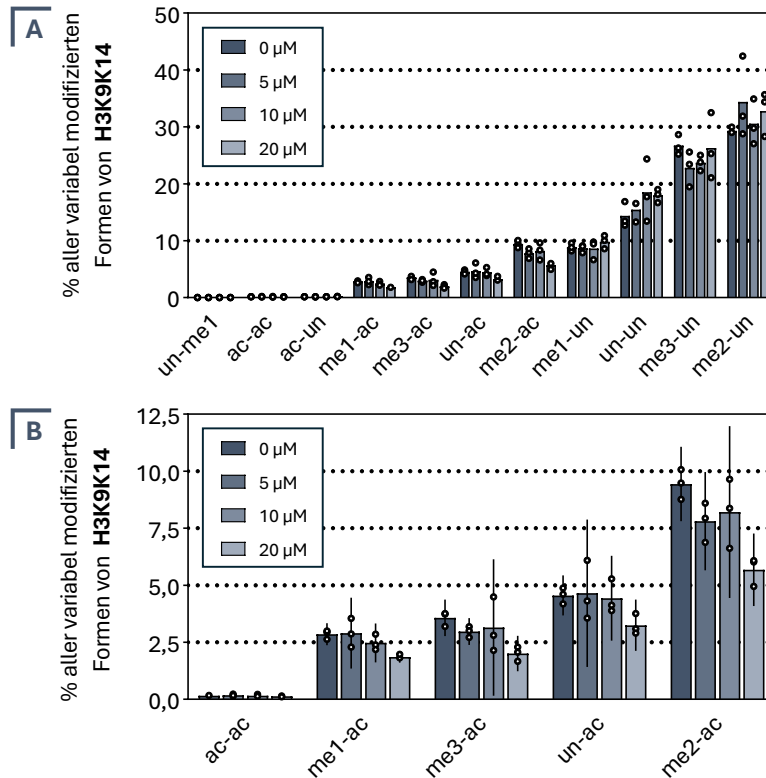 A
% aller variabel modifizierten
Formen von H3K9K14
50
40
30
20
10
0
0 µM
5 µM
10 µM
20 µM
un-me1
ac-ac
ac-un
me1-ac
me3-ac
un-ac
me2-ac
me1-un
un-un
me3-un
me2-un
B
% aller variabel modifizierten
Formen von H3K9K14
12,5
10,0
7,5
5,0
2,5
0,0
0 µM
5 µM
10 µM
20 µM
ac-ac
me1-ac
me3-ac
un-ac
me2-ac